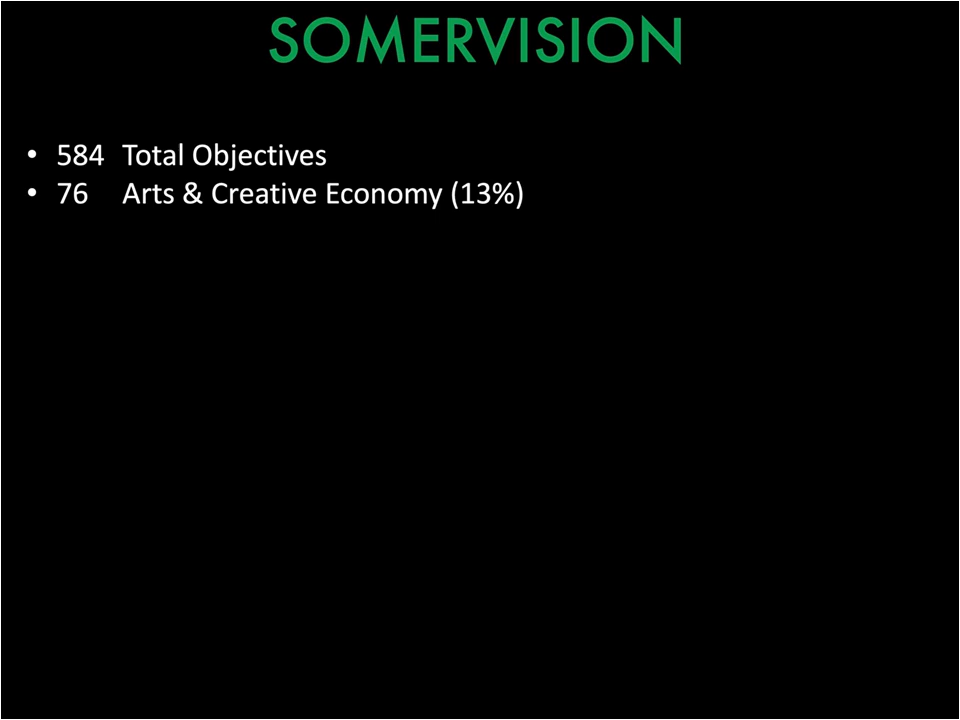 SOMERVISION
• 584 Total Objectives
• 76 Arts & Creative Economy (13%)